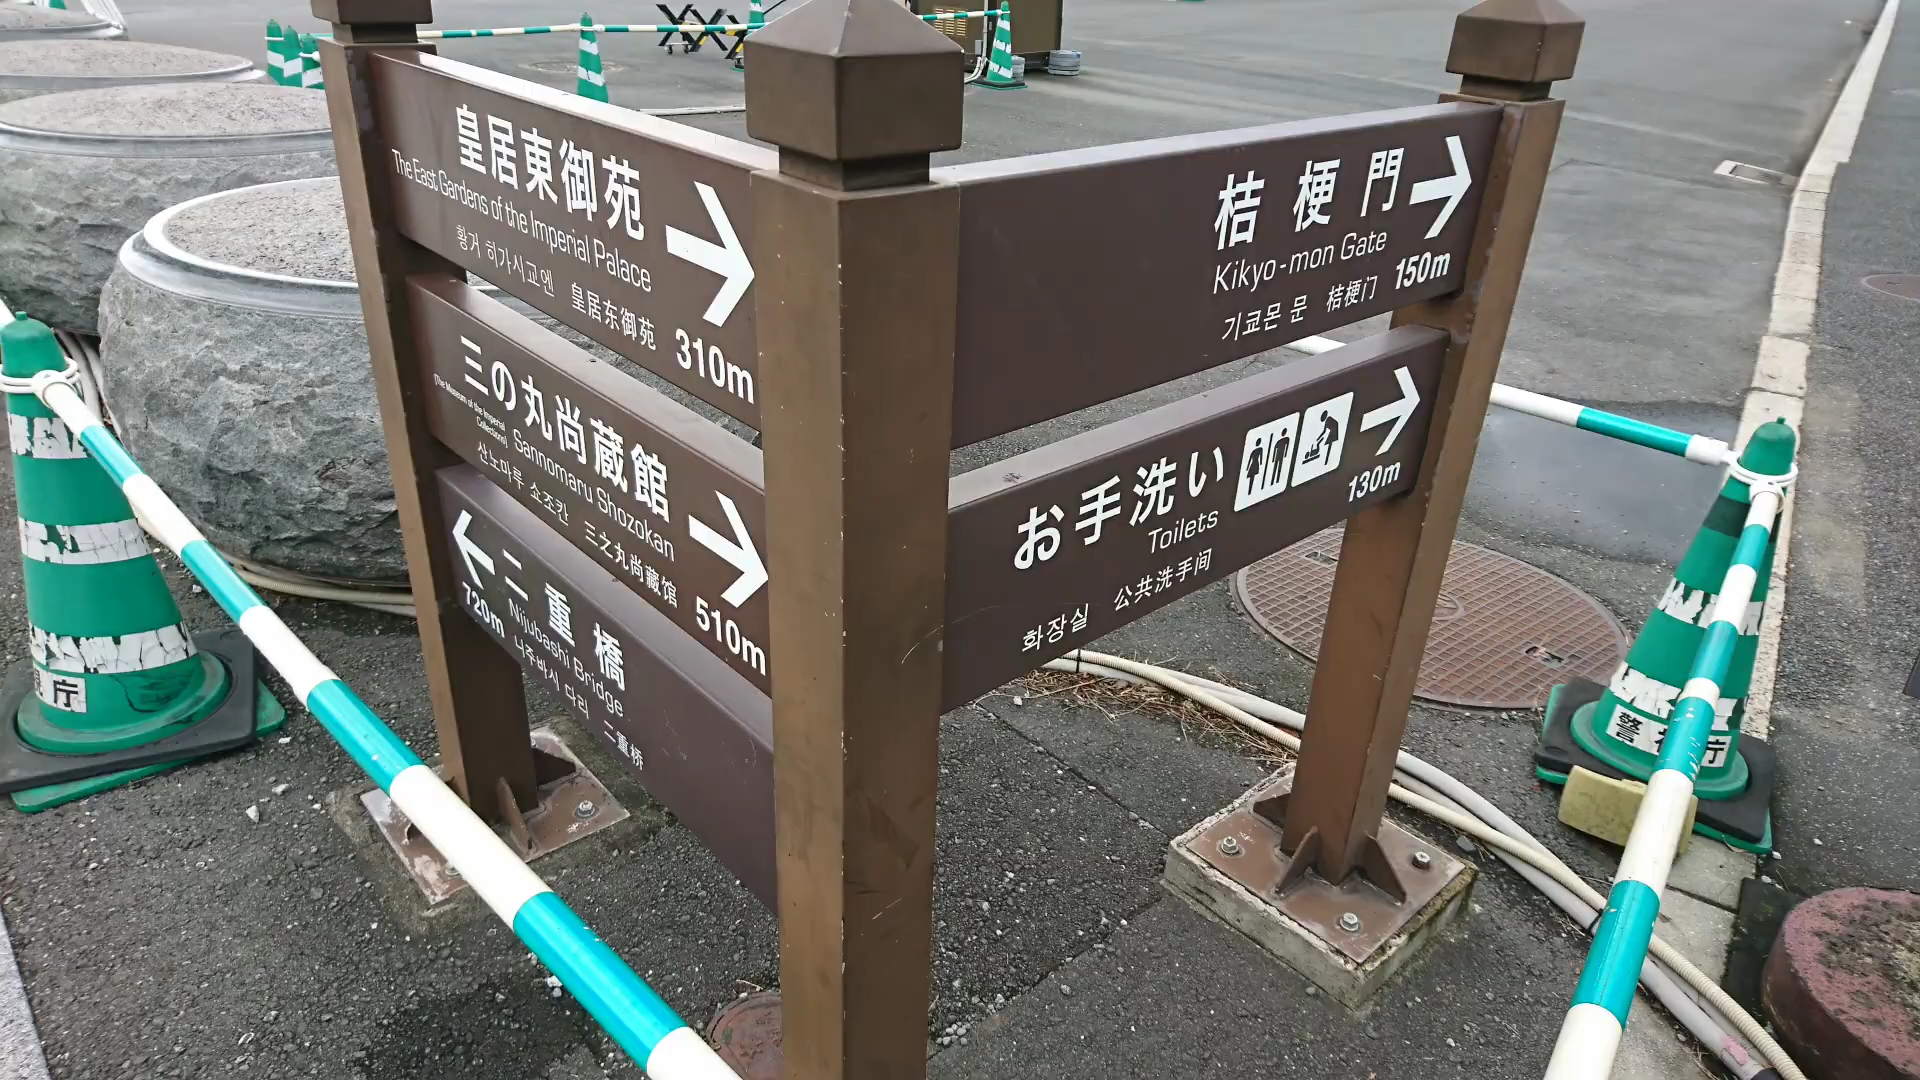 皇居東御苑
The East Gardens of the Imperial Palace
황거 히가시교엔 皇居东御苑
310m
三の丸尚蔵館
(The Museum of the Imperial Collections) Sannomaru Shozokan
산노마루 쇼조칸 三之丸尚藏馆
510m
二重橋
720m
Nijubashi Bridge
니주바시 다리 二重桥
桔梗門
Kikyo-mon Gate
150m
기쿄몬 문 桔梗门
お手洗い
Toilets
130m
화장실 公共洗手间
庁
警
庁